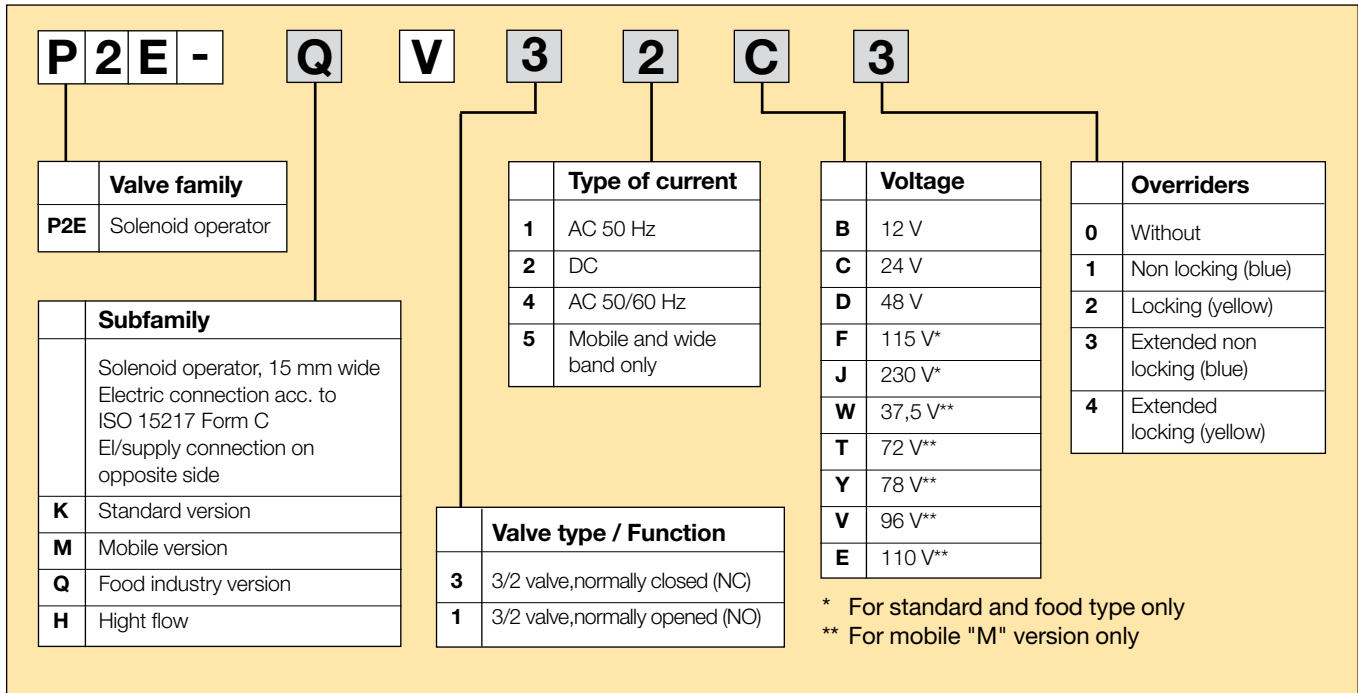 P2E- Q V 3 2 C 3
Valve family
P2E Solenoid operator
Subfamily
Solenoid operator, 15 mm wide
Electric connection acc. to
ISO 15217 Form C
El/supply connection on
opposite side
K Standard version
M Mobile version
Q Food industry version
H Hight flow
Valve type / Function
3 3/2 valve,normally closed (NC)
1 3/2 valve,normally opened (NO)
Type of current
1 AC 50 Hz
2 DC
4 AC 50/60 Hz
5 Mobile and wide
band only
Voltage
B 12 V
C 24 V
D 48 V
F 115 V*
J 230 V*
W 37,5 V**
T 72 V**
Y 78 V**
V 96 V**
E 110 V**
* For standard and food type only
** For mobile "M" version only
Overriders
0 Without
1 Non locking (blue)
2 Locking (yellow)
3 Extended non
locking (blue)
4 Extended
locking (yellow)